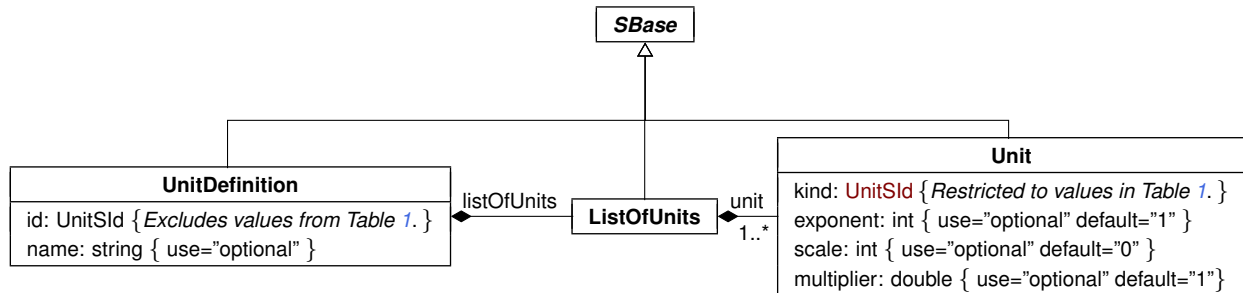 SBase
UnitDefinition
id: UnitSId {Excludes values from Table 1. }
name: string { use="optional" }
listOfUnits
ListOfUnits
unit
1..*
Unit
kind: UnitSId {Restricted to values in Table 1. }
exponent: int { use="optional" default="1" }
scale: int { use="optional" default="0" }
multiplier: double { use="optional" default="1"}